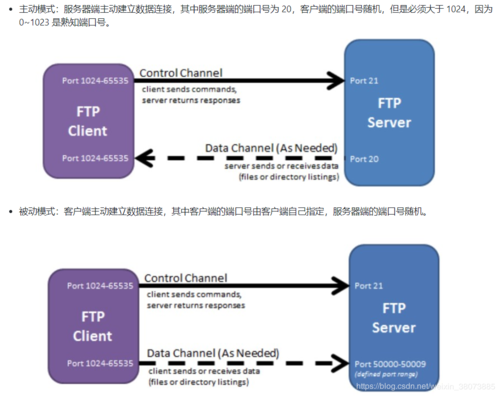 • 主动模式：服务器端主动建立数据连接，其中服务器端的端口号为 20，客户端的端口号随机，但是必须大于 1024，因为
0~1023 是熟知端口号。
Control Channel
Port 1024-65535
Port 21
client sends commands,
server returns responses
FTP
Client
FTP
Server
Data Channel (As Needed)
Port 1024-65535
Port 20
server sends or receives data
(files or directory listings)
• 被动模式：客户端主动建立数据连接，其中客户端的端口号由客户端自己指定，服务器端的端口号随机。
Control Channel
Port 1024-65535
Port 21
client sends commands,
server returns responses
FTP
Client
FTP
Server
Data Channel (As Needed)
Port 1024-65535
Port 50000-50009
(defined port range)
client sends or receives data
(files or directory listings)